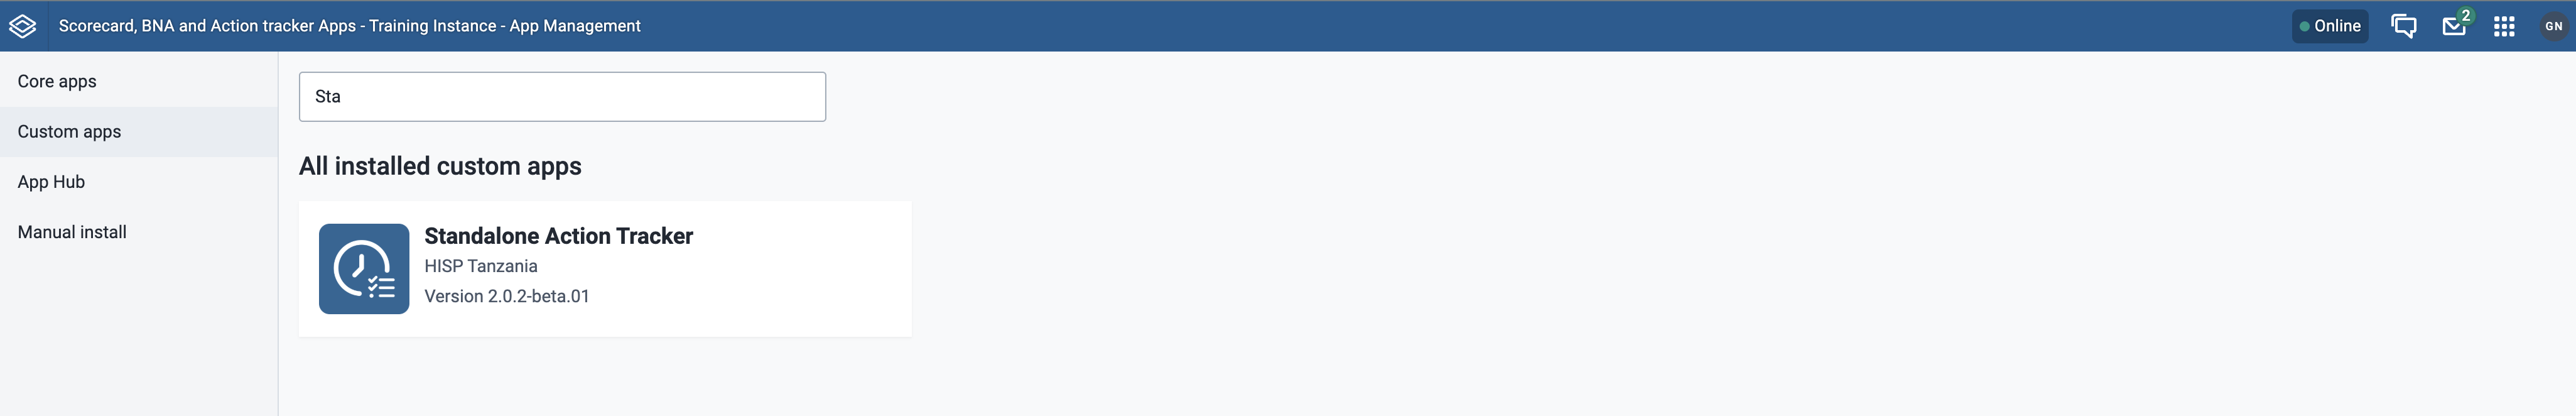 Scorecard, BNA and Action tracker Apps - Training Instance - App Management
Online
2
GN
Core apps
Custom apps
App Hub
Manual install
Sta
All installed custom apps
Standalone Action Tracker
HISP Tanzania
Version 2.0.2-beta.01